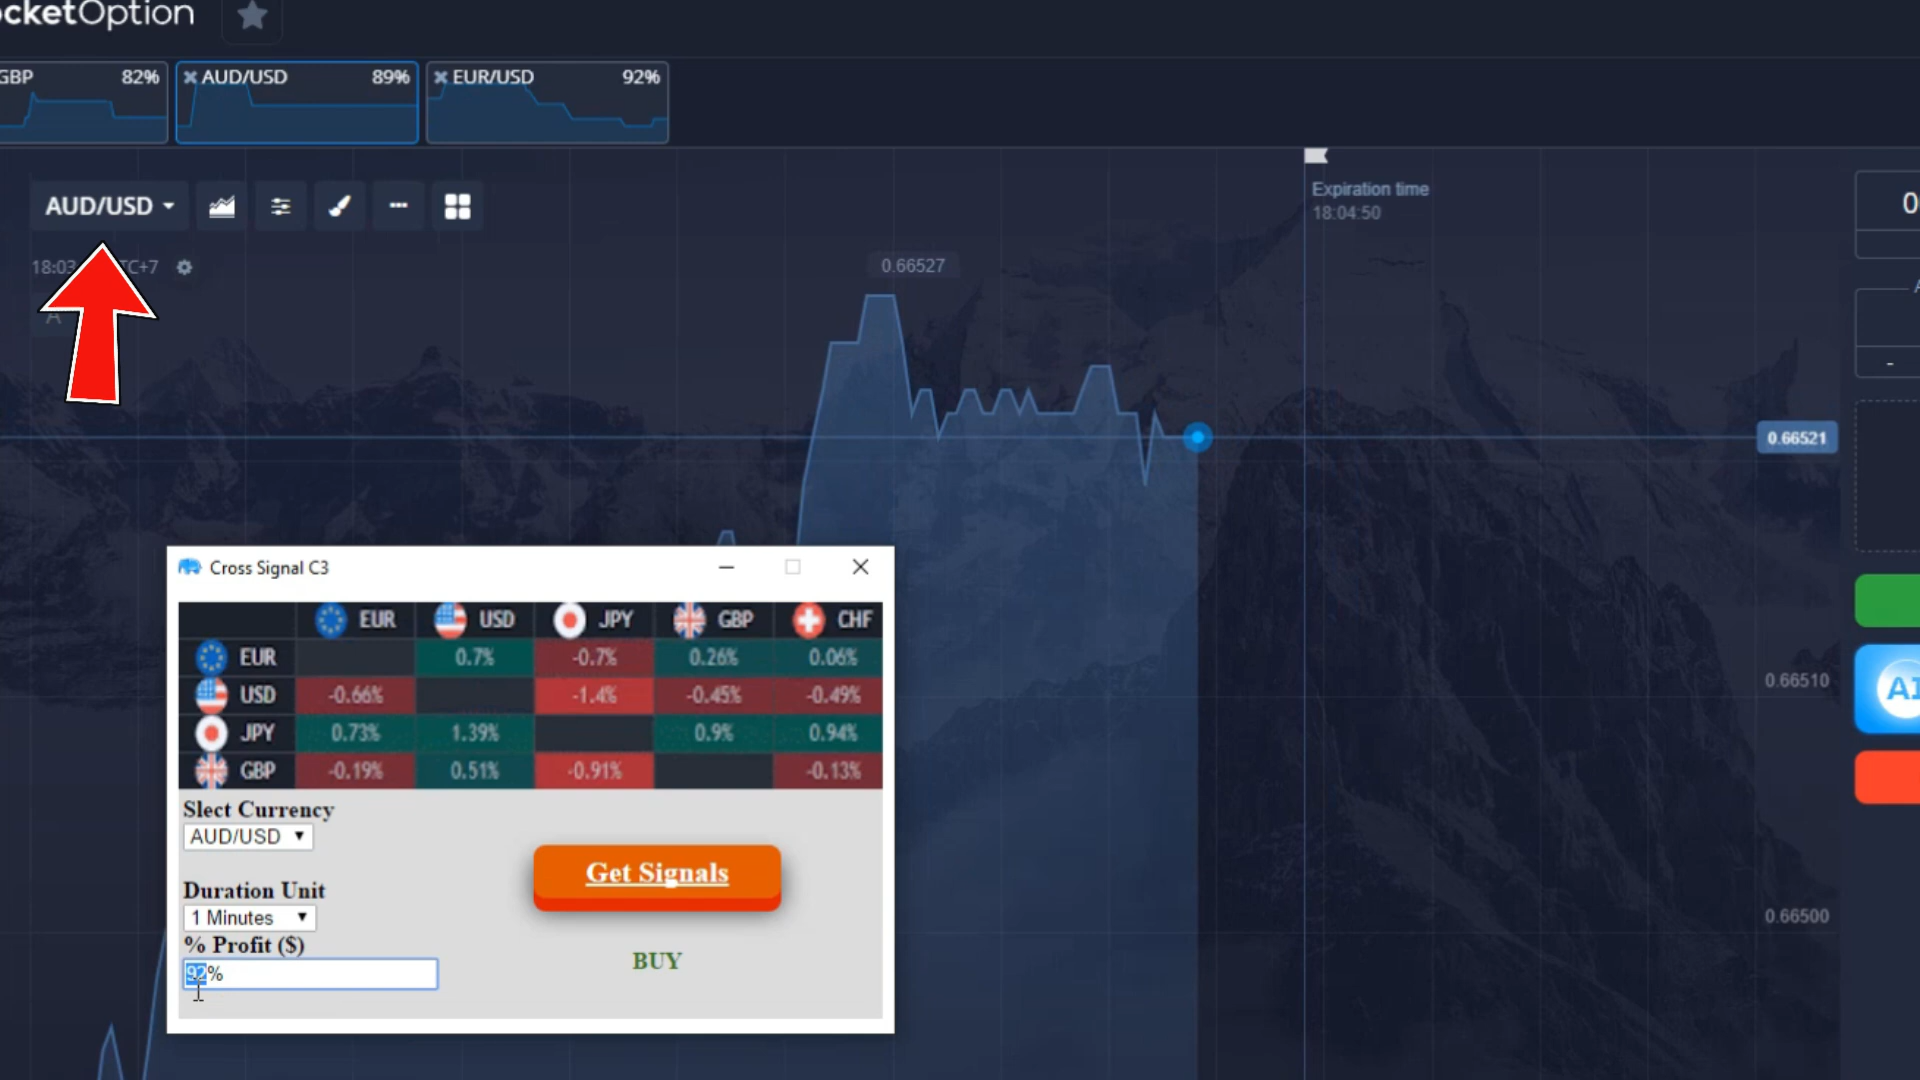 ocketOption
GBP 82%
AUD/USD 89%
EUR/USD 92%
AUD/USD
Expiration time
18:04:50
18:03 TC+7
0.66527
A
0.66521
0.66510
0.66500
AI
-
Cross Signal C3
EUR USD JPY GBP CHF
EUR 0.7% -0.7% 0.26% 0.06%
USD -0.66% -1.4% -0.45% -0.49%
JPY 0.73% 1.39% 0.9% 0.94%
GBP -0.19% 0.51% -0.91% -0.13%
Slect Currency
AUD/USD
Duration Unit
1 Minutes
% Profit ($)
92%
Get Signals
BUY